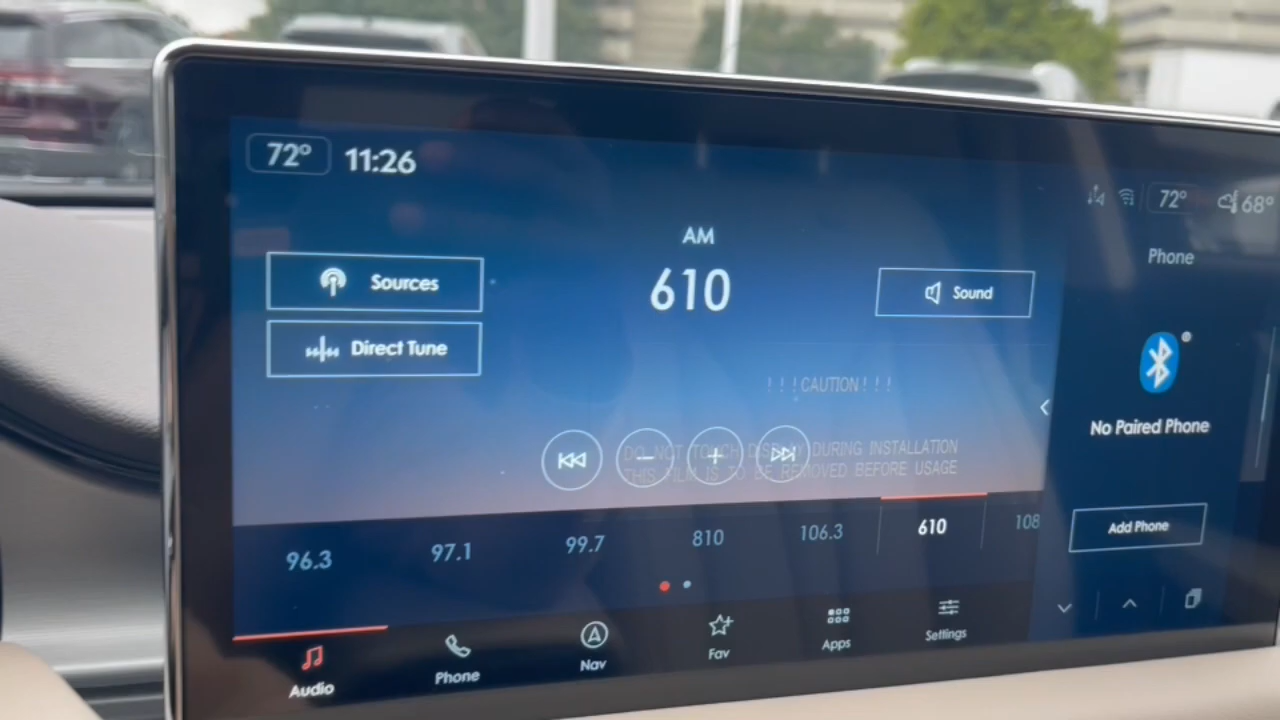 72° 11:26
72° 68°
AM
610
Sources
Direct Tune
Sound
Phone
No Paired Phone
Add Phone
! ! ! CAUTION ! ! !
DO NOT TOUCH DISPLAY DURING INSTALLATION
THIS FILM IS TO BE REMOVED BEFORE USAGE
96.3 97.1 99.7 810 106.3 610 108
Audio Phone Nav Fav Apps Settings